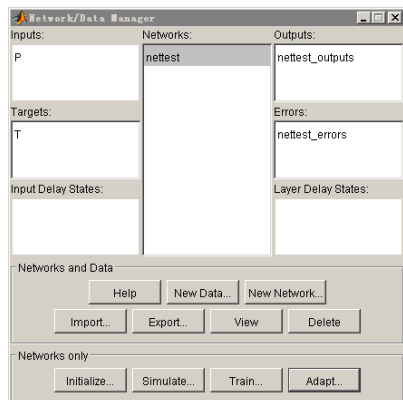 Network/Data Manager
Inputs: Networks: Outputs:
P nettest nettest_outputs
Targets: Errors:
T nettest_errors
Input Delay States: Layer Delay States:
Networks and Data
Help New Data... New Network...
Import... Export... View Delete
Networks only
Initialize... Simulate... Train... Adapt...